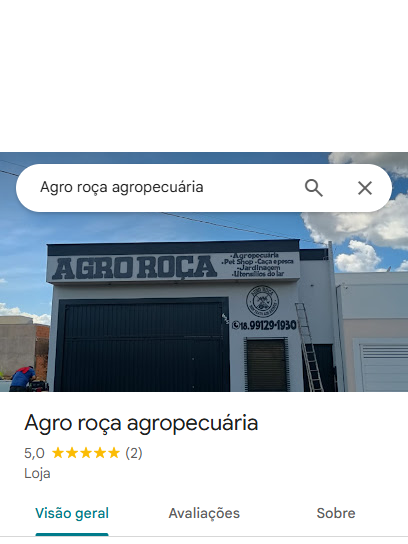 Agro roça agropecuária
AGRO ROÇA
-Agropecuária
-Pet Shop -Caça e pesca
-Jardinagem
-Utensílios do lar
18.99129-1930
Agro roça agropecuária
5,0 (2)
Loja
Visão geral Avaliações Sobre